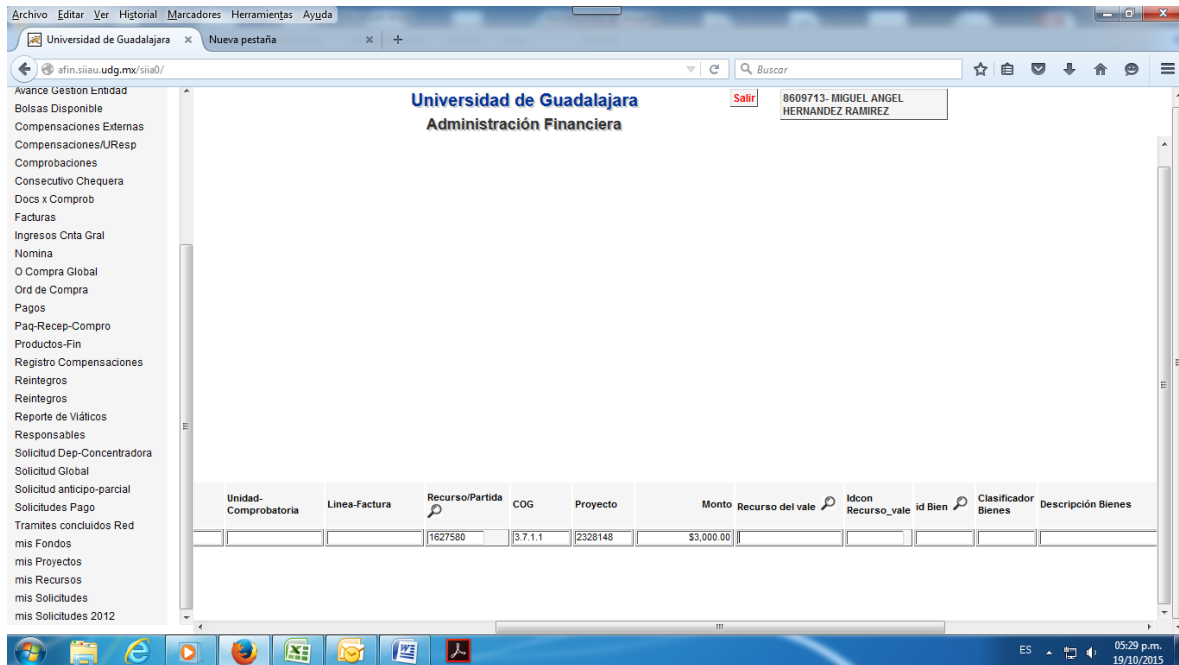 Archivo Editar Ver Historial Marcadores Herramientas Ayuda
Universidad de Guadalajara
Nueva pestaña
afin.siiau.udg.mx/siia0/
Buscar
Avance Gestion Entidad
Bolsas Disponible
Compensaciones Externas
Compensaciones/UResp
Comprobaciones
Consecutivo Chequera
Docs x Comprob
Facturas
Ingresos Cnta Gral
Nomina
O Compra Global
Ord de Compra
Pagos
Paq-Recep-Compro
Productos-Fin
Registro Compensaciones
Reintegros
Reintegros
Reporte de Viáticos
Responsables
Solicitud Dep-Concentradora
Solicitud Global
Solicitud anticipo-parcial
Solicitudes Pago
Tramites concluidos Red
mis Fondos
mis Proyectos
mis Recursos
mis Solicitudes
mis Solicitudes 2012
Universidad de Guadalajara
Administración Financiera
Salir
8609713- MIGUEL ANGEL
HERNANDEZ RAMIREZ
Unidad-
Comprobatoria
Linea-Factura
Recurso/Partida
COG
Proyecto
Monto
Recurso del vale
Idcon
Recurso_vale
id Bien
Clasificador
Bienes
Descripción Bienes
1627580
3.7.1.1
2328148
$3,000.00
ES
05:29 p.m.
19/10/2015